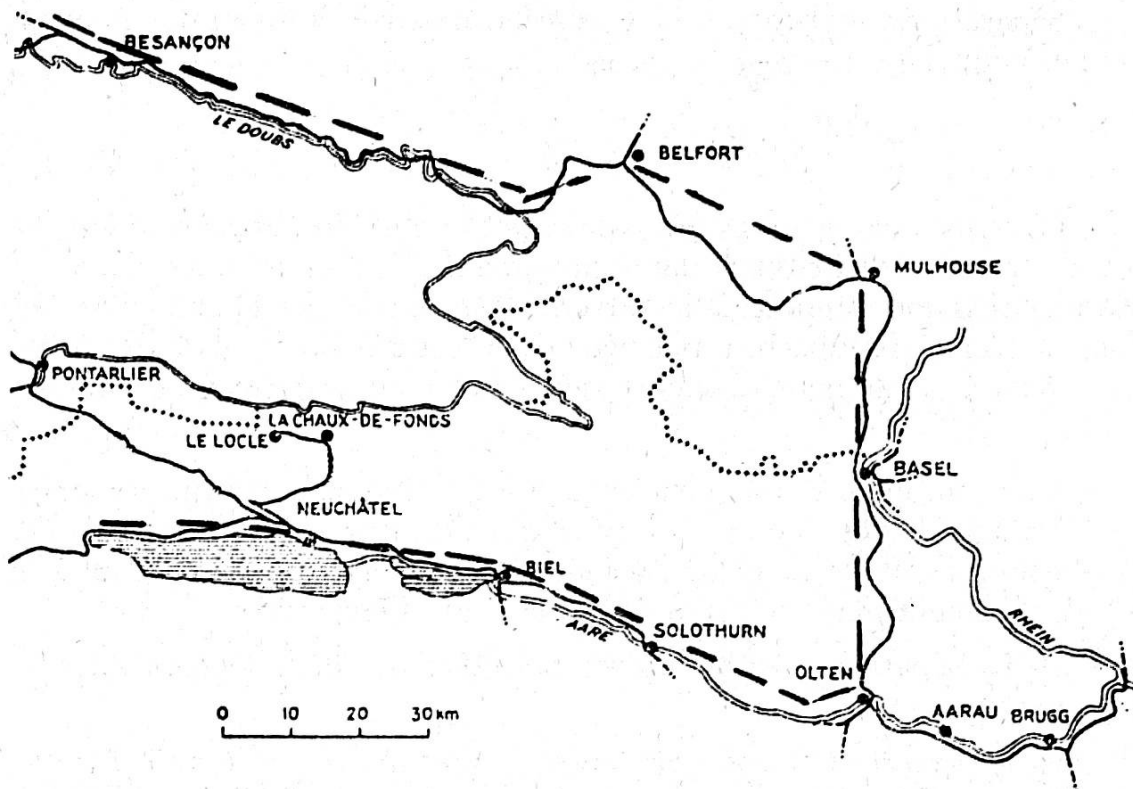 BESANÇON
LE DOUBS
BELFORT
MULHOUSE
PONTARLIER
LA CHAUX-DE-FONDS
LE LOCLE
BASEL
NEUCHÂTEL
BIEL
AARE
SOLOTHURN
RHEIN
OLTEN
AARAU
BRUGG
0 10 20 30 km